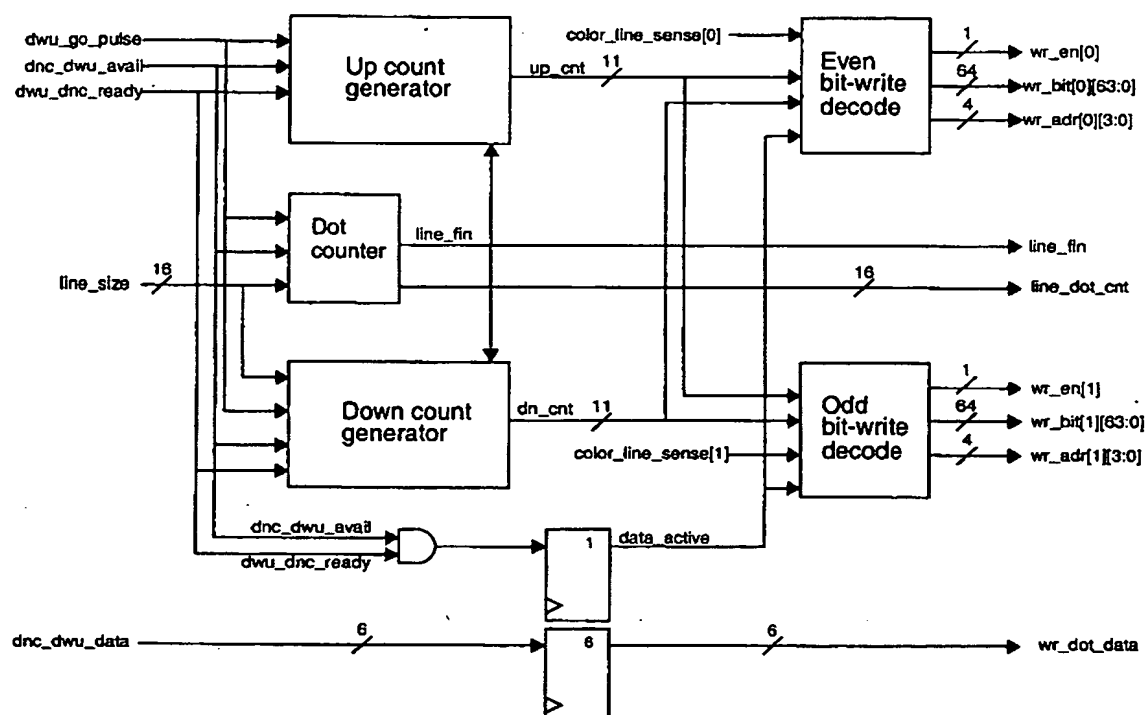 dwu_go_pulse
dnc_dwu_avail
dwu_dnc_ready
Up count
generator
up_cnt
11
color_line_sense[0]
Even
bit-write
decode
1
wr_en[0]
64
wr_bit[0][63:0]
4
wr_adr[0][3:0]
line_size
16
Dot
counter
line_fin
line_fin
16
line_dot_cnt
Down count
generator
dn_cnt
11
color_line_sense[1]
Odd
bit-write
decode
1
wr_en[1]
64
wr_bit[1][63:0]
4
wr_adr[1][3:0]
dnc_dwu_avail
dwu_dnc_ready
1
data_active
dnc_dwu_data
6
6
6
wr_dot_data